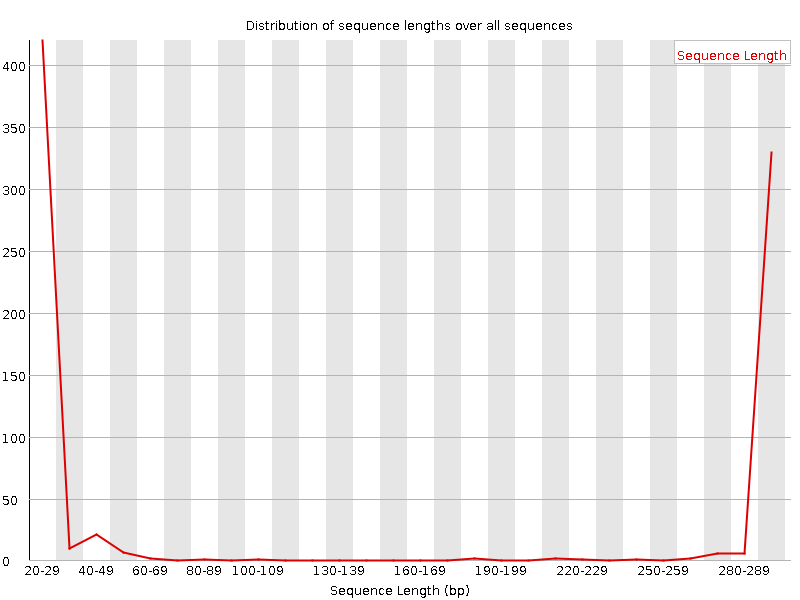 Distribution of sequence lengths over all sequences
Sequence Length
400
350
300
250
200
150
100
50
0
20-29 40-49 60-69 80-89 100-109 130-139 160-169 190-199 220-229 250-259 280-289
Sequence Length (bp)